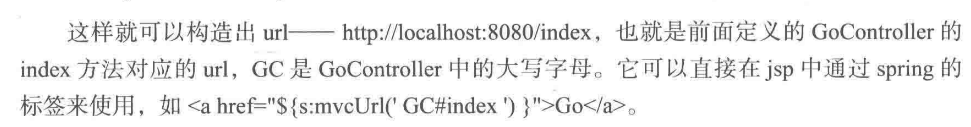 这样就可以构造出 url—— http://localhost:8080/index，也就是前面定义的 GoController 的
index 方法对应的 url，GC 是 GoController 中的大写字母。它可以直接在 jsp 中通过 spring 的
标签来使用，如 <a href="${s:mvcUrl(' GC#index ') }">Go</a>。